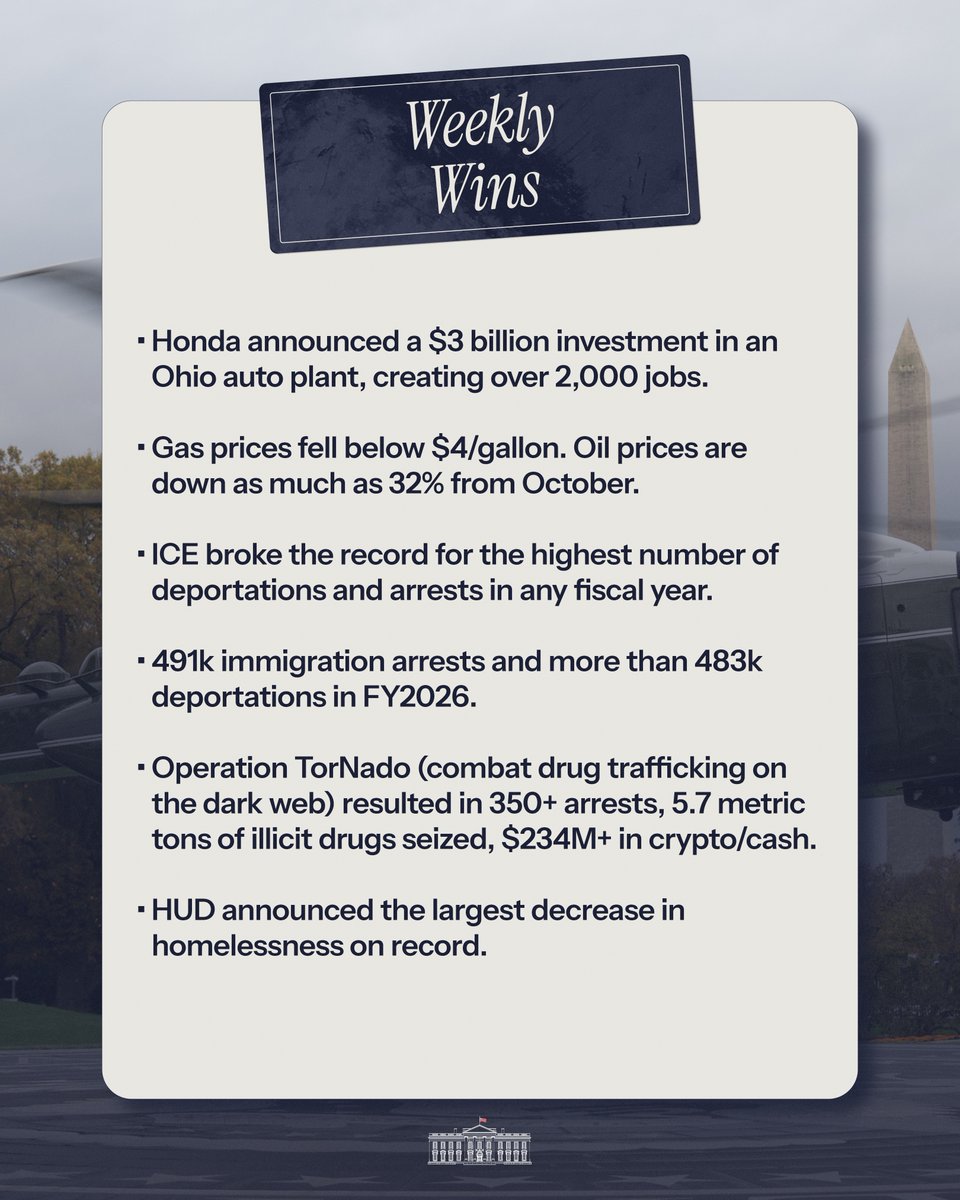 Weekly
Wins
▪ Honda announced a $3 billion investment in an
Ohio auto plant, creating over 2,000 jobs.
▪ Gas prices fell below $4/gallon. Oil prices are
down as much as 32% from October.
▪ ICE broke the record for the highest number of
deportations and arrests in any fiscal year.
▪ 491k immigration arrests and more than 483k
deportations in FY2026.
▪ Operation TorNado (combat drug trafficking on
the dark web) resulted in 350+ arrests, 5.7 metric
tons of illicit drugs seized, $234M+ in crypto/cash.
▪ HUD announced the largest decrease in
homelessness on record.